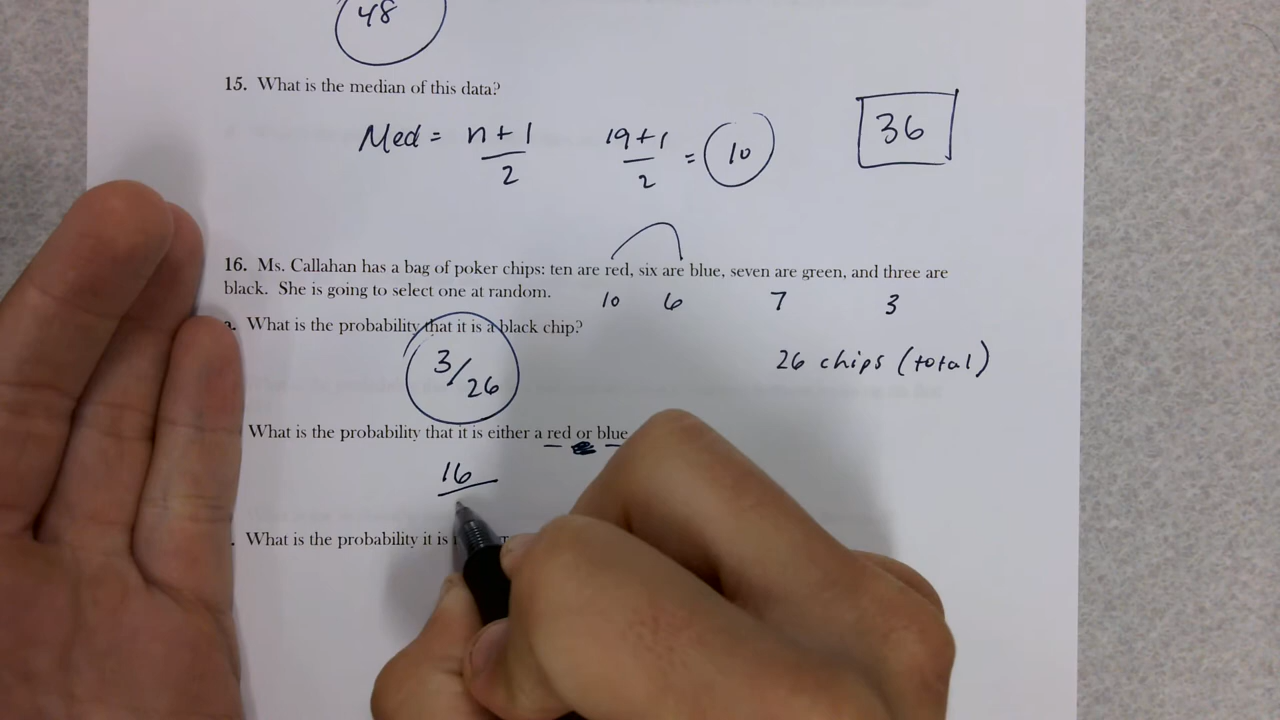 48
15. What is the median of this data?
Med = n + 1 / 2 19 + 1 / 2 = 10 36
16. Ms. Callahan has a bag of poker chips: ten are red, six are blue, seven are green, and three are
black. She is going to select one at random.
10 6 7 3
What is the probability that it is a black chip?
3/26
26 chips (total)
What is the probability that it is either a red or blue
16
What is the probability it is